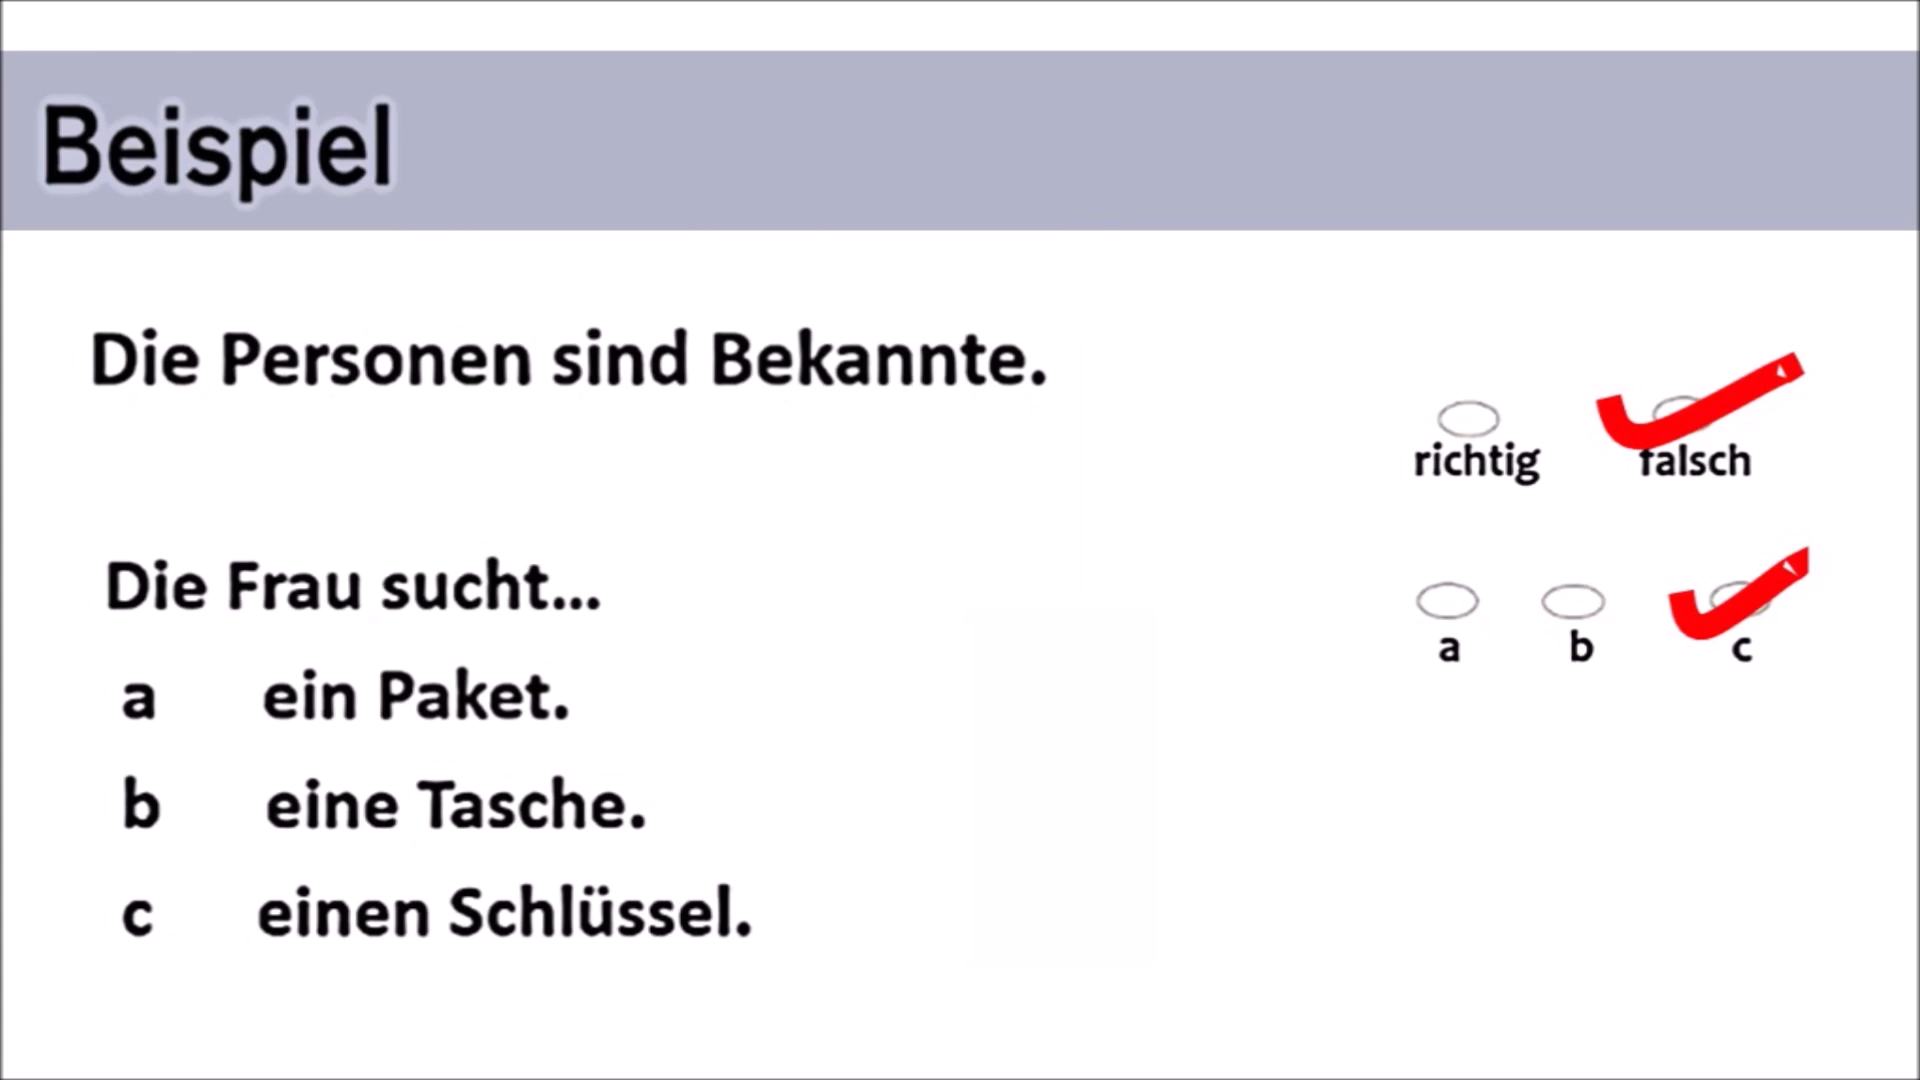 Beispiel
Die Personen sind Bekannte.
richtig falsch
Die Frau sucht...
a b c
a ein Paket.
b eine Tasche.
c einen Schlüssel.